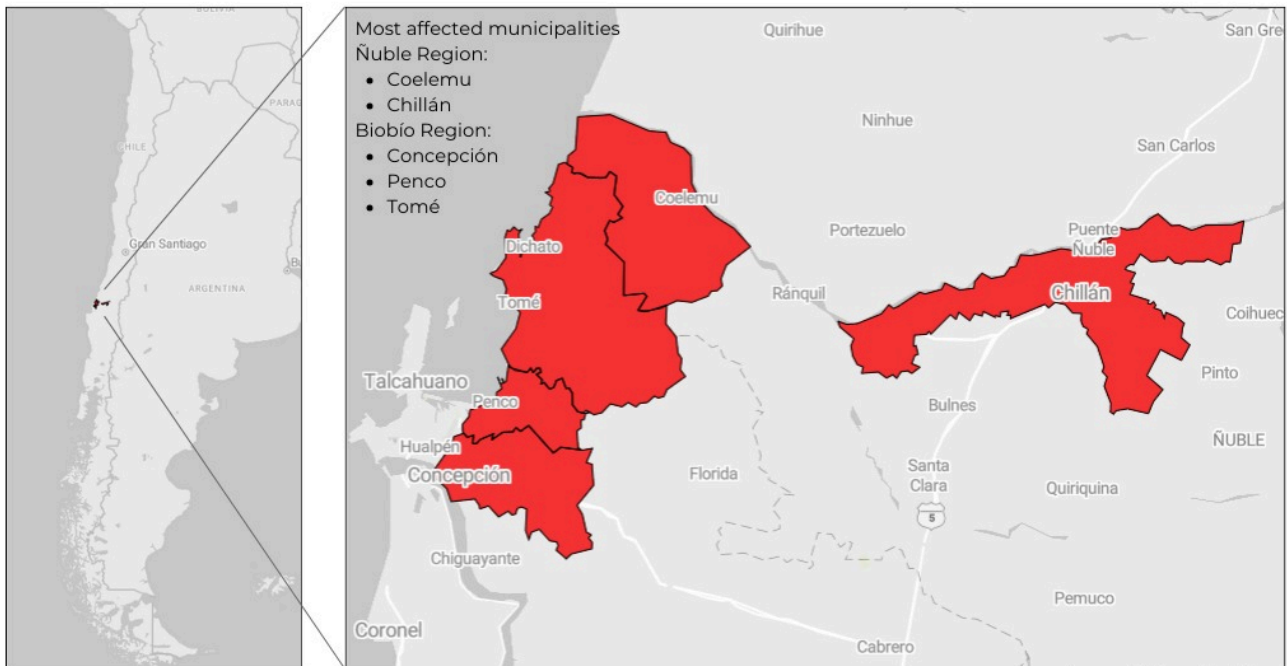 BOLIVIA
PARAG
CHILE
Gran Santiago
ARGENTINA
Most affected municipalities
Ñuble Region:
• Coelemu
• Chillán
Biobío Region:
• Concepción
• Penco
• Tomé
Quirihue
San Gre
Ninhue
San Carlos
Coelemu
Portezuelo
Puente
Ñuble
Dichato
Ránquil
Chillán
Tomé
Coihuec
Talcahuano
Pinto
Penco
Bulnes
Hualpén
ÑUBLE
Concepción
Florida
Santa
Clara
Quiriquina
5
Chiguayante
Pemuco
Coronel
Cabrero